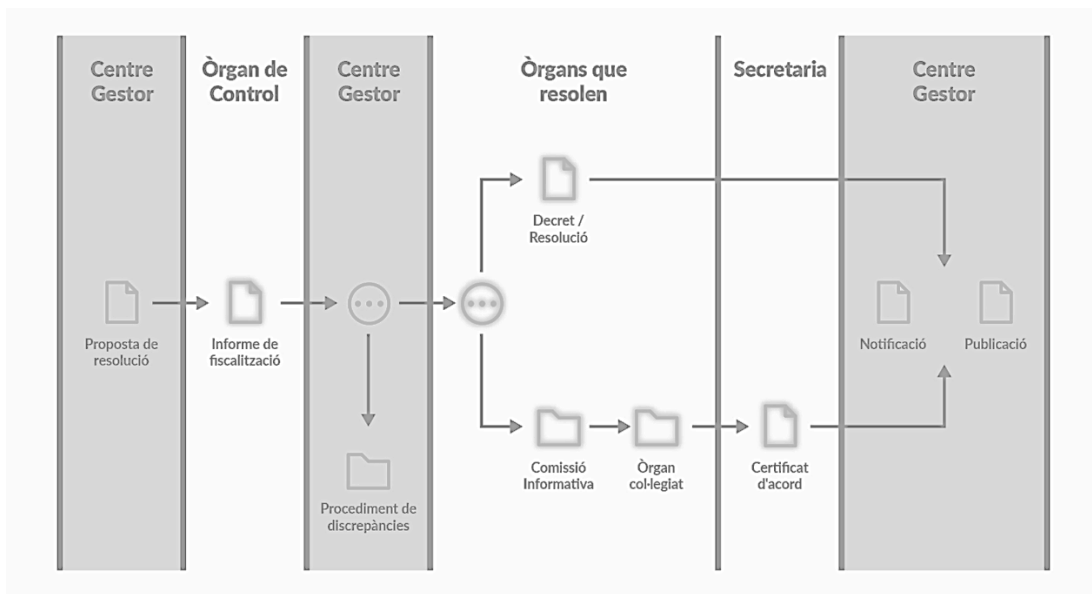 Centre
Gestor
Òrgan de
Control
Centre
Gestor
Òrgans que
resolen
Secretaria
Centre
Gestor
Decret /
Resolució
Proposta de
resolució
Informe de
fiscalització
Notificació
Publicació
Comissió
Informativa
Òrgan
col·legiat
Certificat
d'acord
Procediment de
discrepàncies